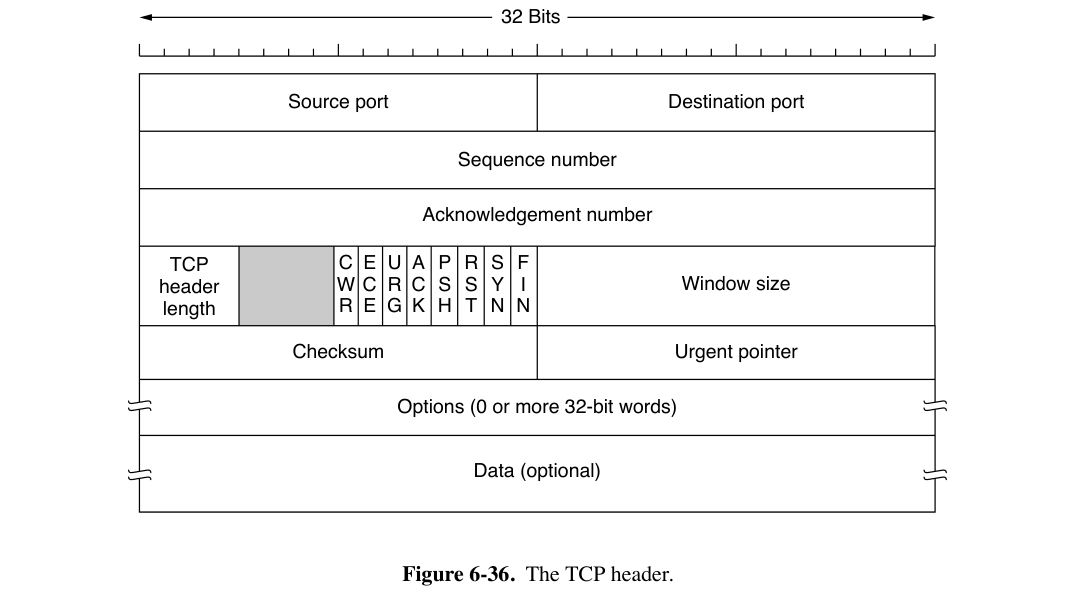 32 Bits
Source port
Destination port
Sequence number
Acknowledgement number
TCP
header
length
CWR
ECE
URG
ACK
PSH
RST
SYN
FIN
Window size
Checksum
Urgent pointer
Options (0 or more 32-bit words)
Data (optional)
Figure 6-36. The TCP header.